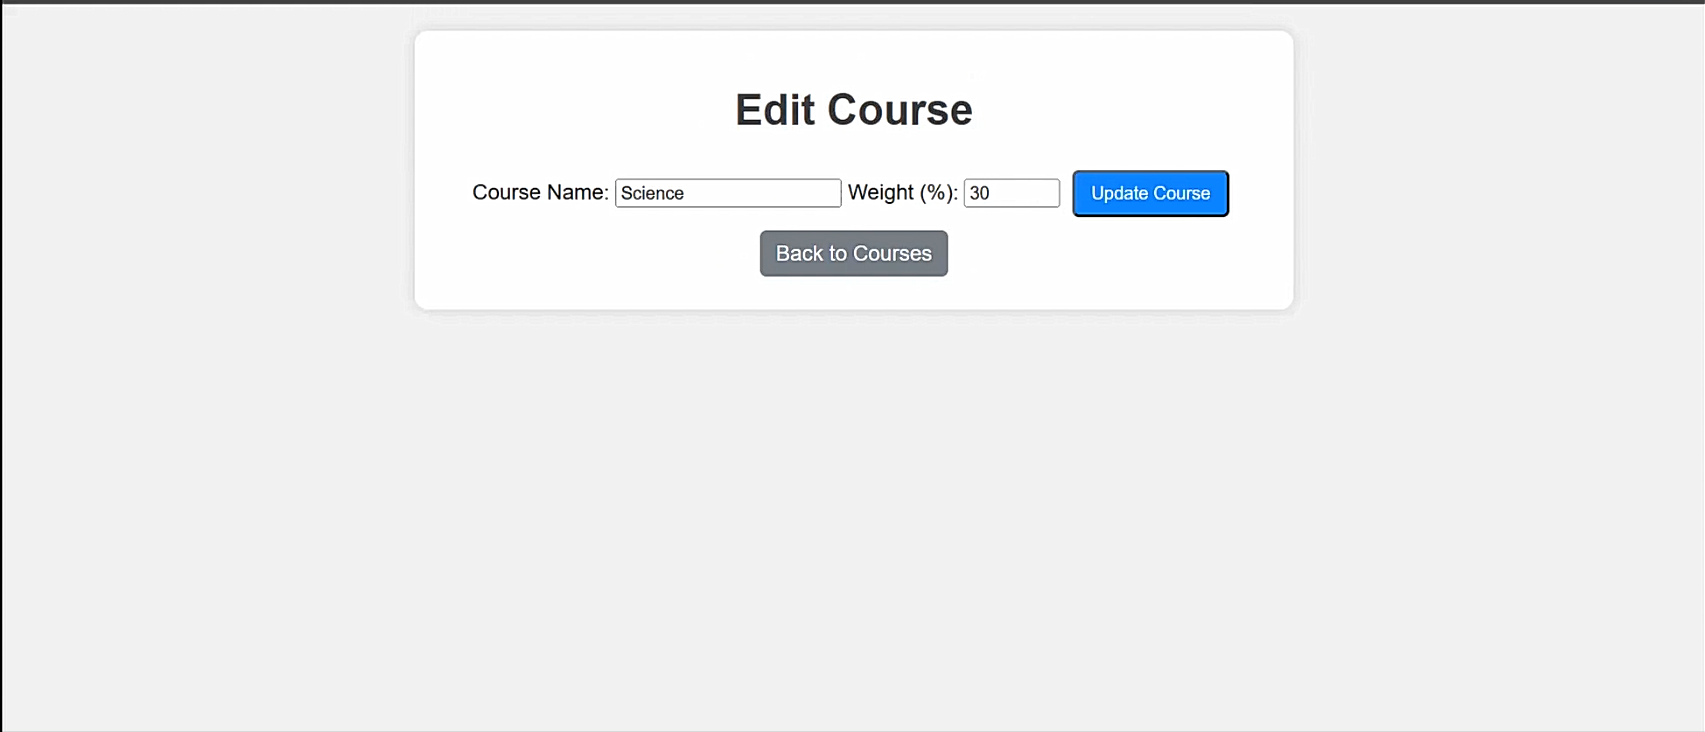 Edit Course
Course Name: Science Weight (%): 30 Update Course
Back to Courses